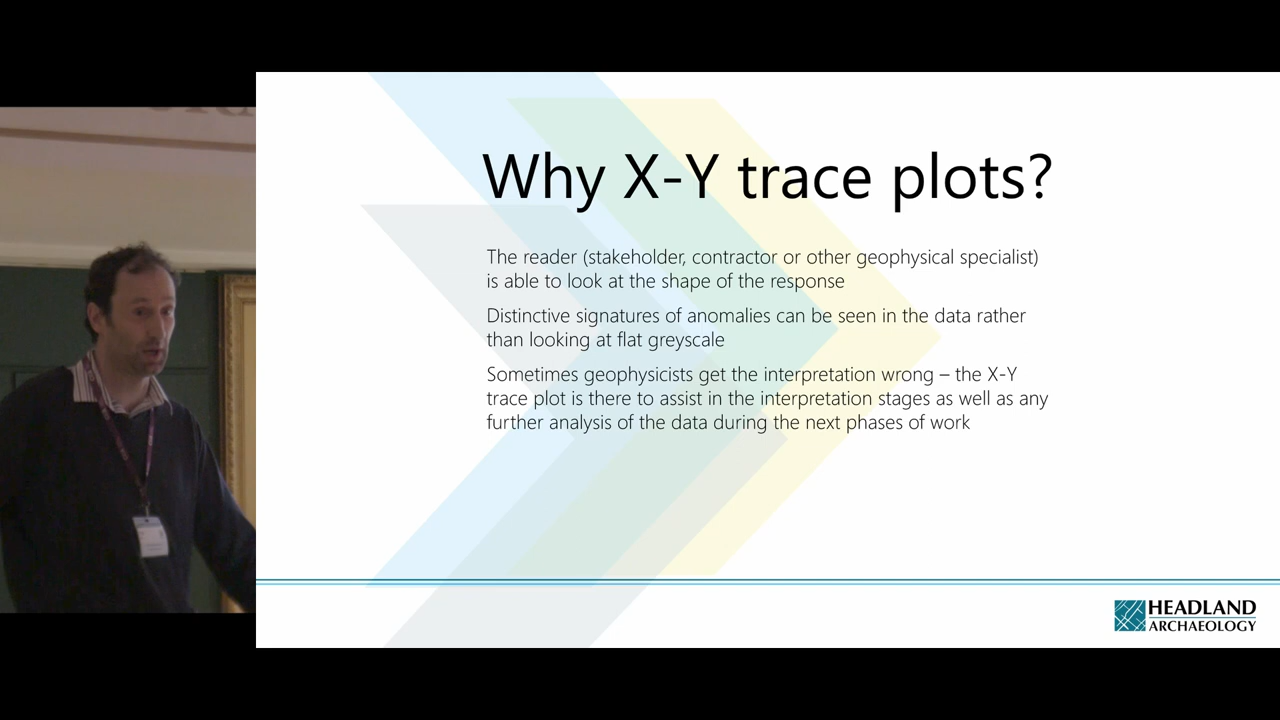 Why X-Y trace plots?
The reader (stakeholder, contractor or other geophysical specialist)
is able to look at the shape of the response
Distinctive signatures of anomalies can be seen in the data rather
than looking at flat greyscale
Sometimes geophysicists get the interpretation wrong – the X-Y
trace plot is there to assist in the interpretation stages as well as any
further analysis of the data during the next phases of work
HEADLAND
ARCHAEOLOGY